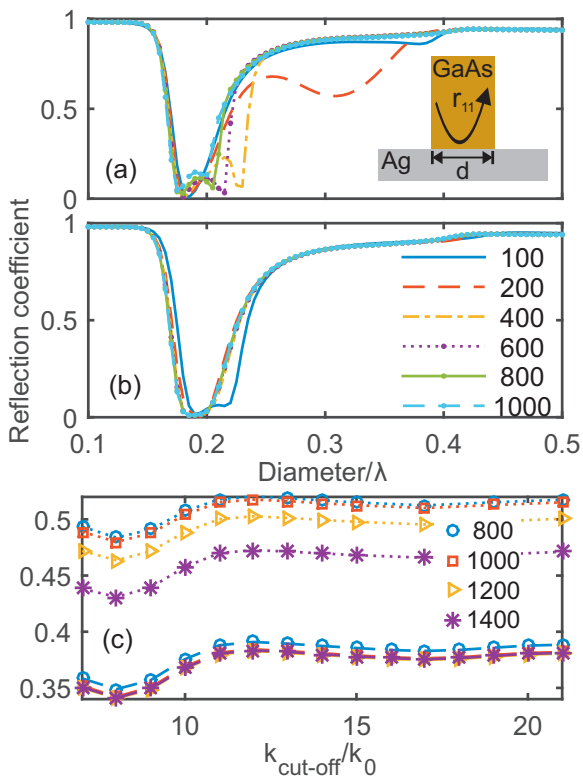 1
0.5
0
(a)
GaAs
r11
Ag
d
Reflection coefficient
1
0.5
0
(b)
100
200
400
600
800
1000
0.1 0.2 0.3 0.4 0.5
Diameter/λ
0.5
0.45
0.4
0.35
(c)
800
1000
1200
1400
10 15 20
kcut-off/k0